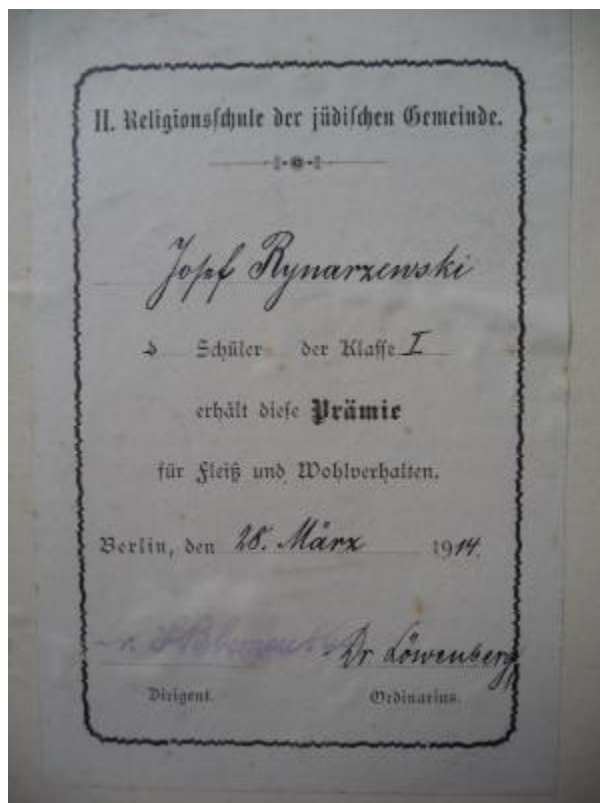 II. Religionsschule der jüdischen Gemeinde.
Josef Rynarzewski
Schüler der Klasse I
erhält diese Prämie
für Fleiß und Wohlverhalten.
Berlin, den 28. März 1914.
Dr Löwenberg
Dirigent. Ordinarius.